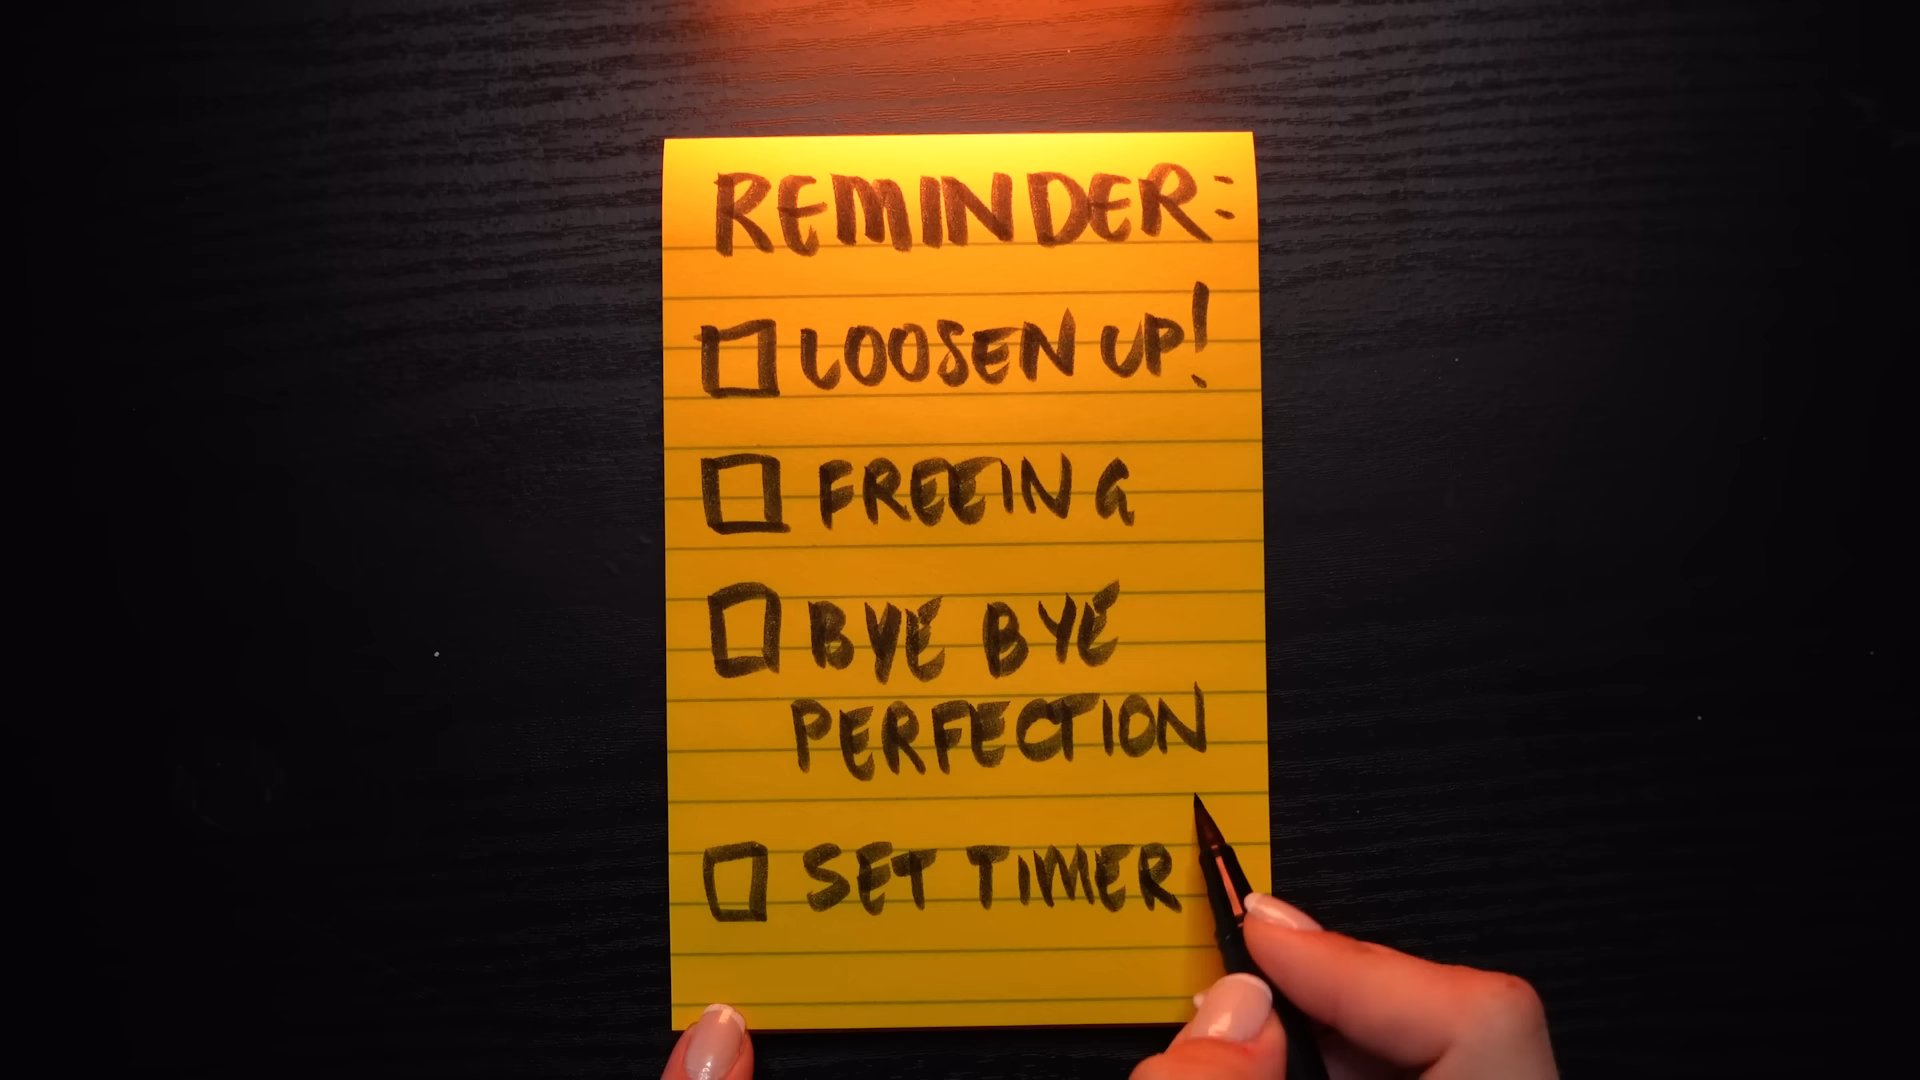 REMINDER:
LOOSEN UP!
FREEING
BYE BYE
PERFECTION
SET TIMER